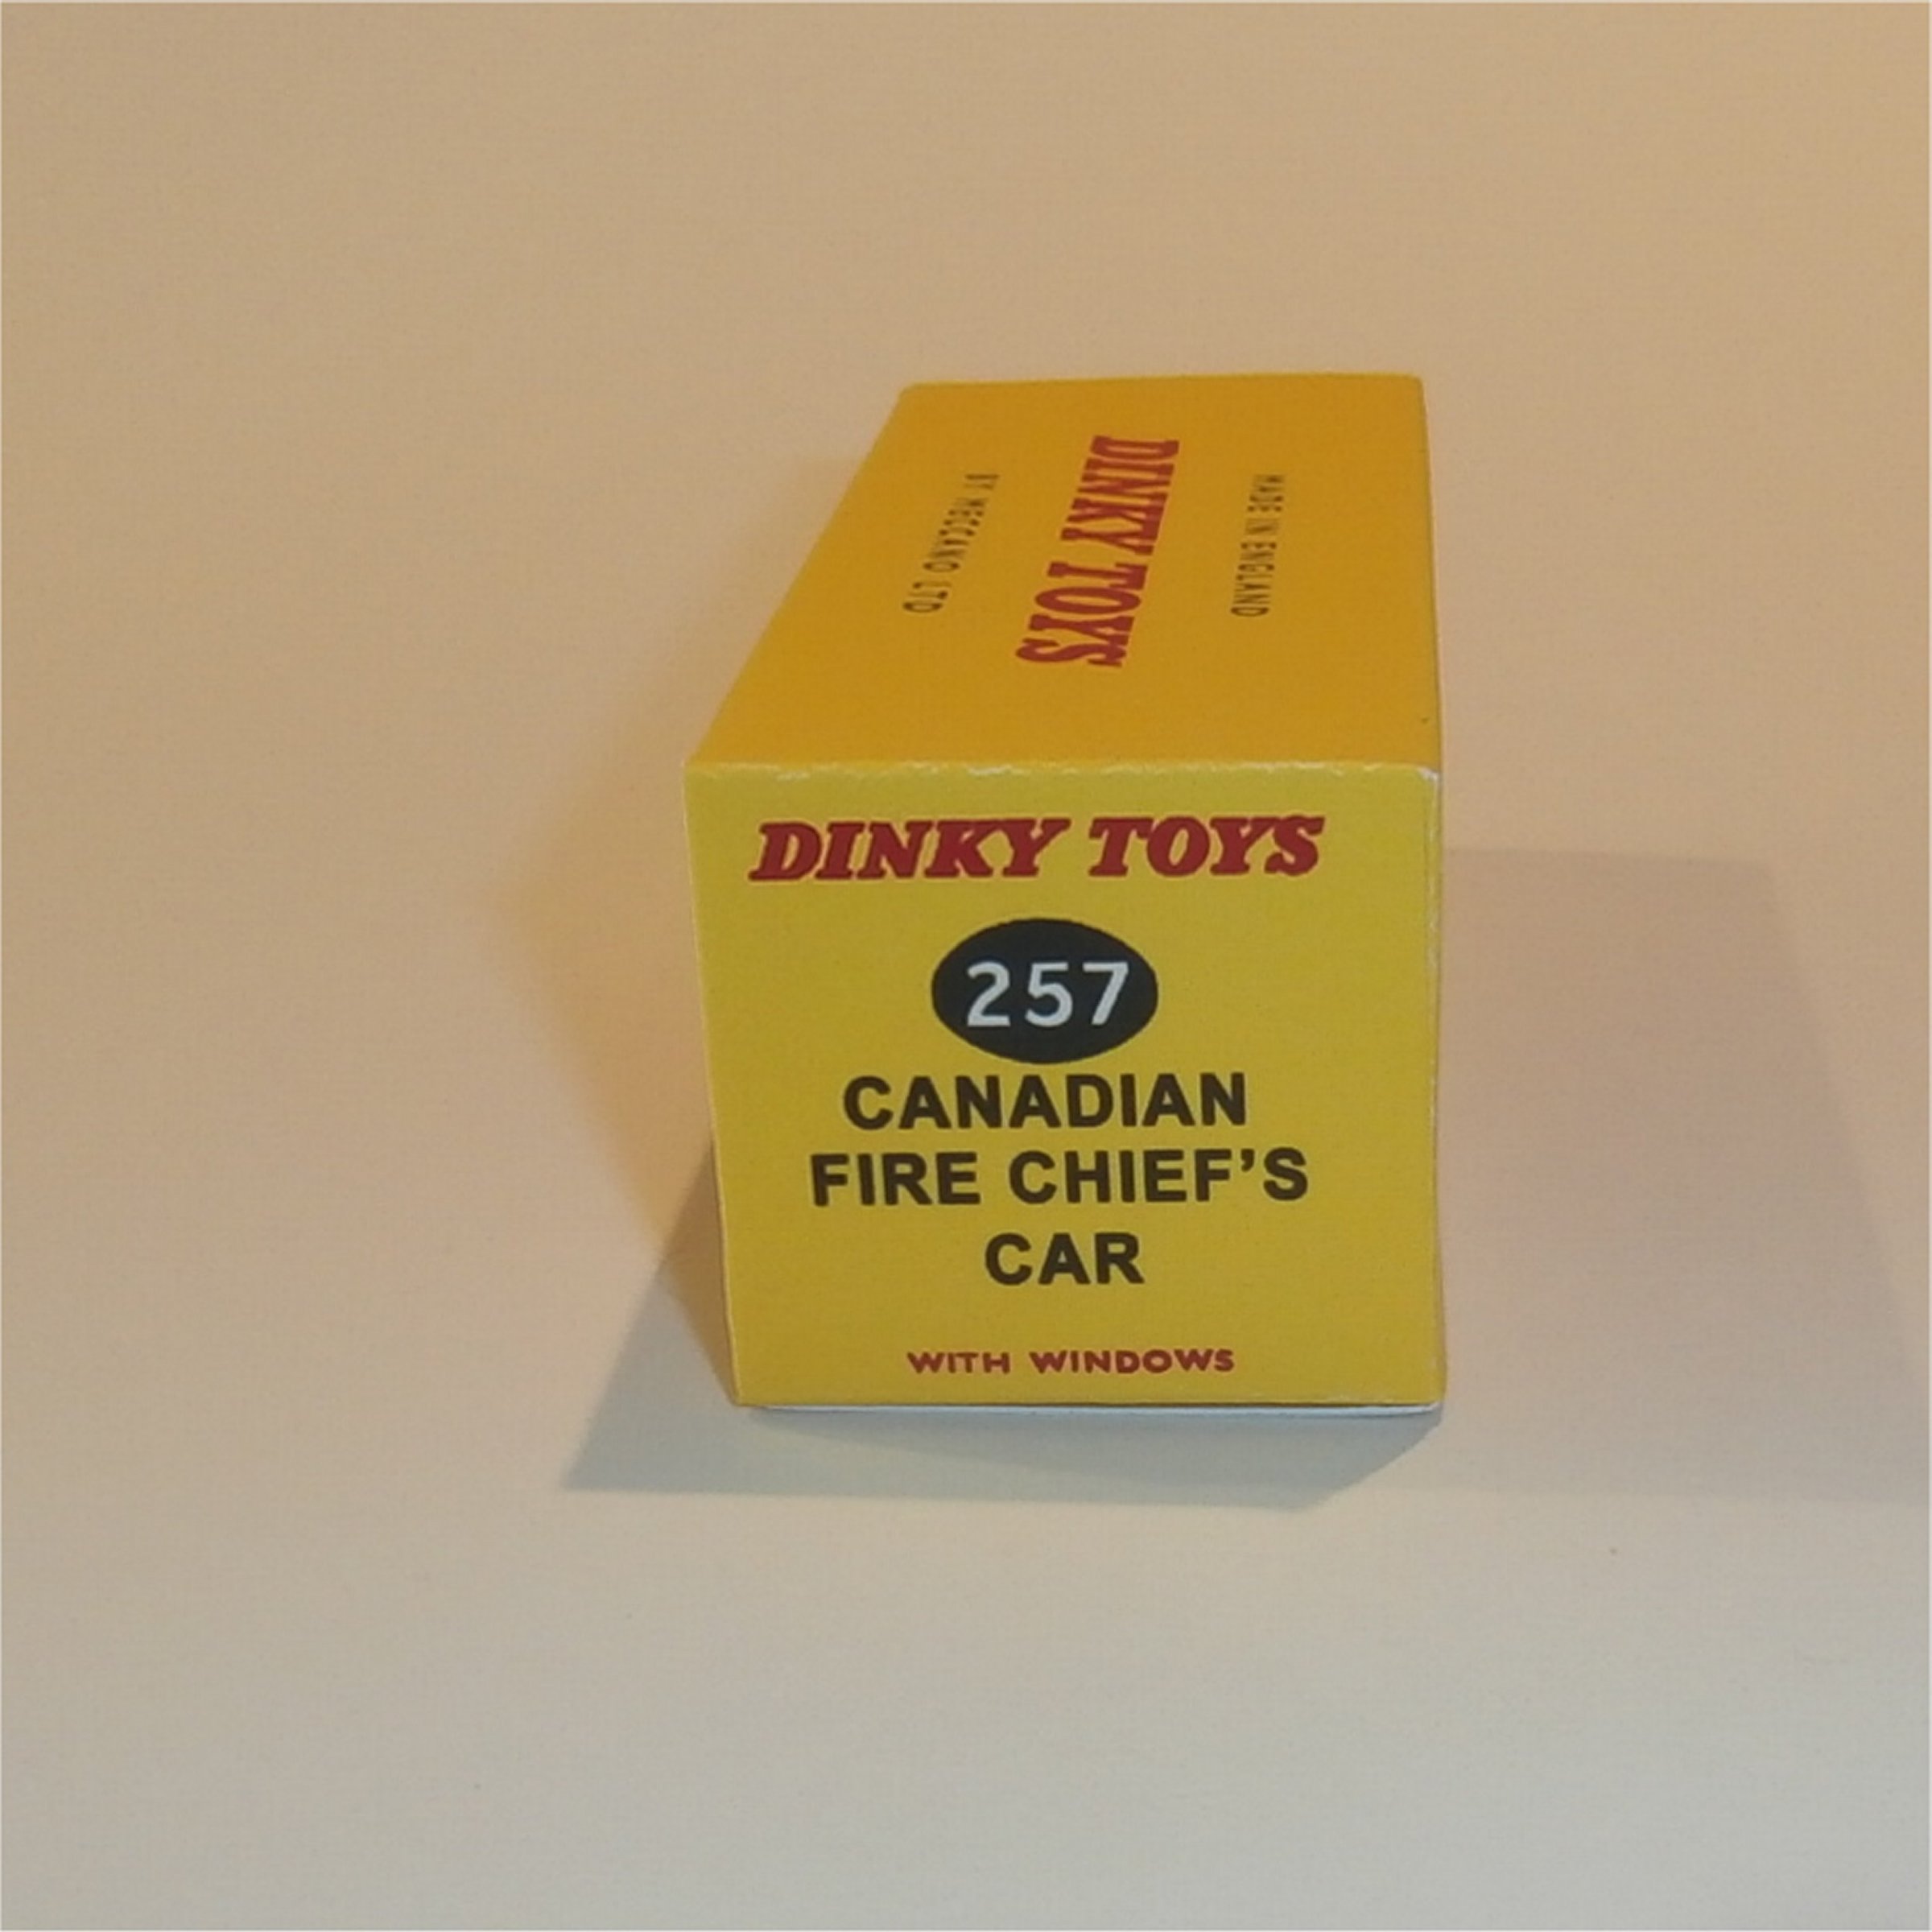 MADE IN ENGLAND
DINKY TOYS
BY MECCANO LTD
DINKY TOYS
257
CANADIAN
FIRE CHIEF’S
CAR
WITH WINDOWS